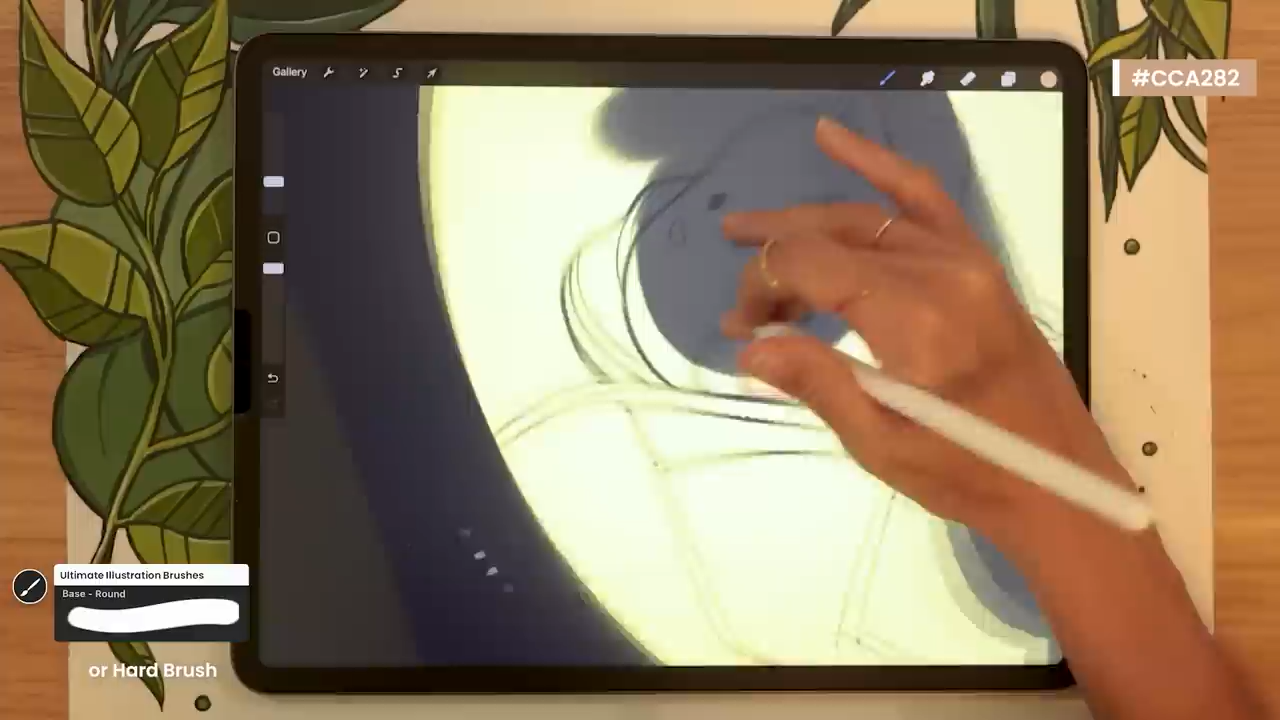 Gallery
#CCA282
Ultimate Illustration Brushes
Base - Round
or Hard Brush